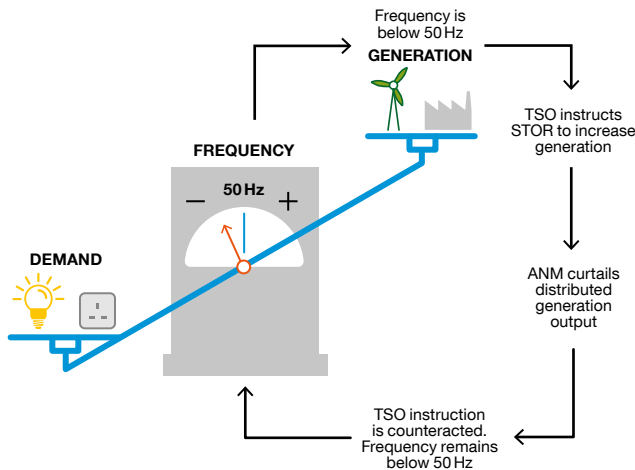 Frequency is
below 50 Hz
GENERATION
TSO instructs
STOR to increase
generation
FREQUENCY
50 Hz
− +
DEMAND
ANM curtails
distributed
generation
output
TSO instruction
is counteracted.
Frequency remains
below 50 Hz